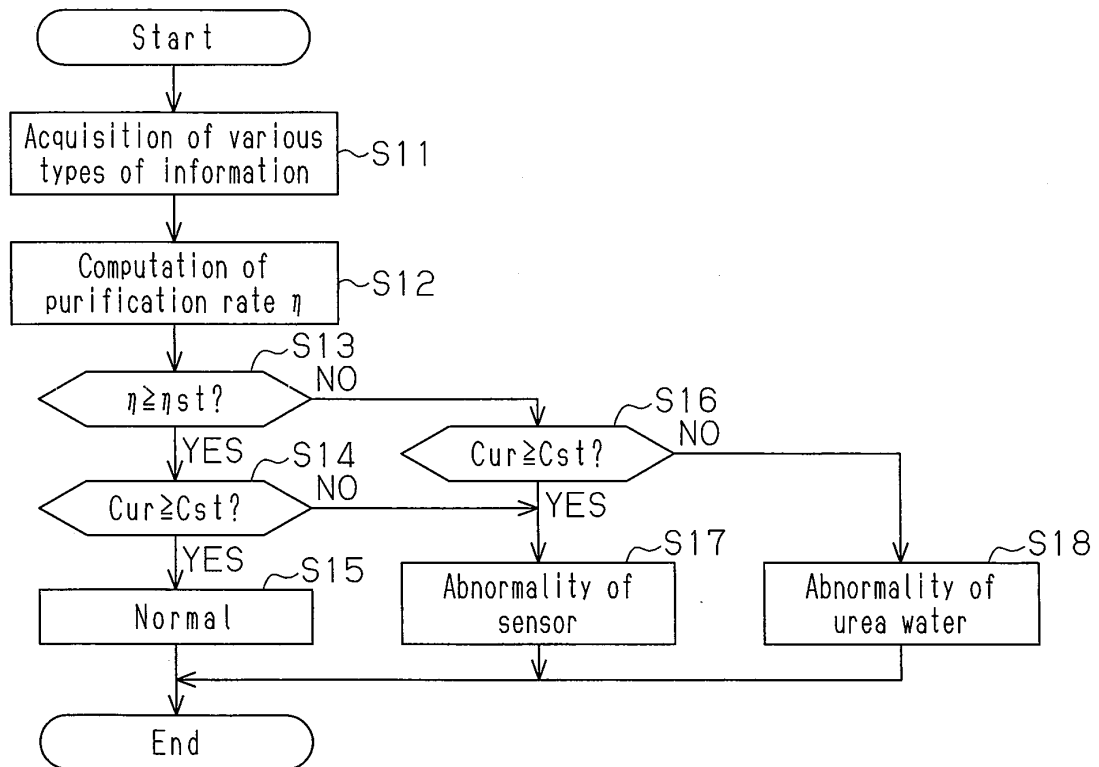 Start
Acquisition of various
types of information
S11
Computation of
purification rate η
S12
S13
η≧ηst?
NO
YES
S16
Cur≧Cst?
NO
YES
S14
Cur≧Cst?
NO
YES
S15
Normal
S17
Abnormality of
sensor
S18
Abnormality of
urea water
End